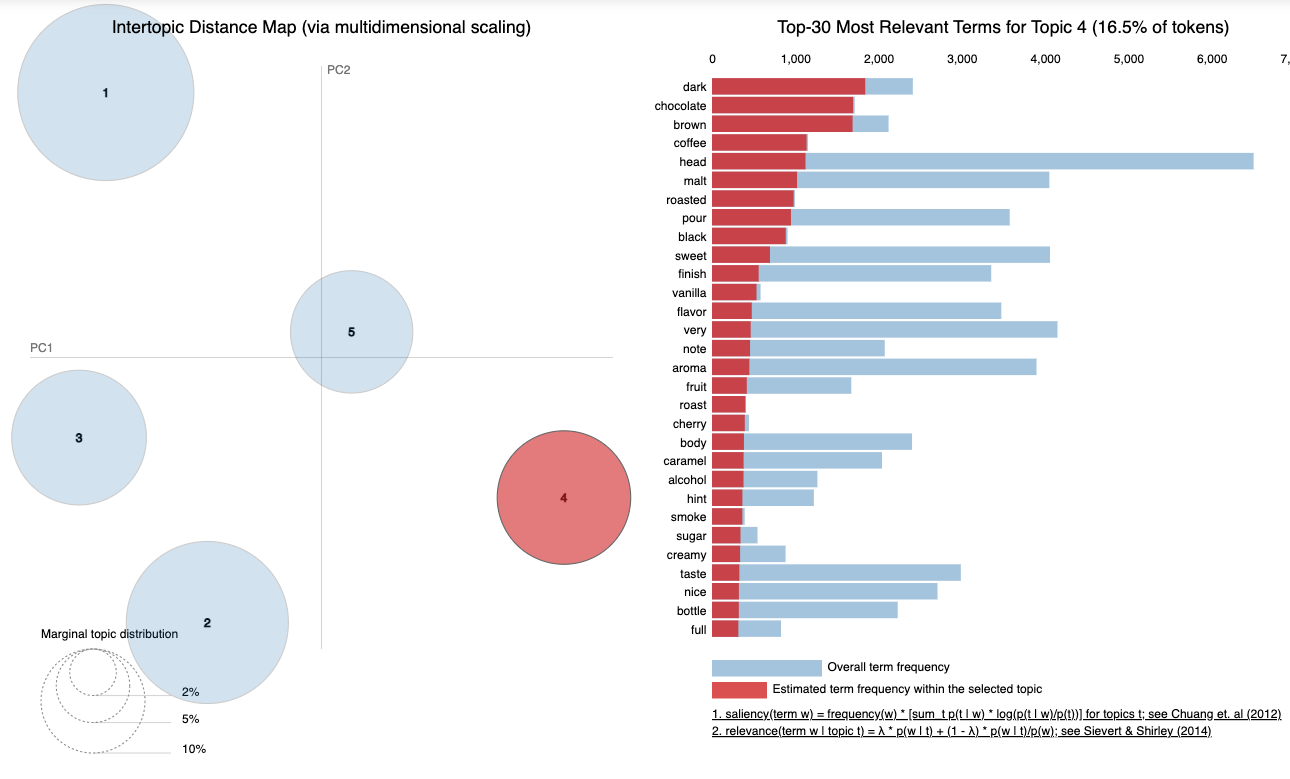 Intertopic Distance Map (via multidimensional scaling)
PC2
PC1
1
5
3
4
2
Marginal topic distribution
2%
5%
10%
Top-30 Most Relevant Terms for Topic 4 (16.5% of tokens)
0 1,000 2,000 3,000 4,000 5,000 6,000 7,
dark
chocolate
brown
coffee
head
malt
roasted
pour
black
sweet
finish
vanilla
flavor
very
note
aroma
fruit
roast
cherry
body
caramel
alcohol
hint
smoke
sugar
creamy
taste
nice
bottle
full
Overall term frequency
Estimated term frequency within the selected topic
1. saliency(term w) = frequency(w) * [sum_t p(t | w) * log(p(t | w)/p(t))] for topics t; see Chuang et. al (2012)
2. relevance(term w | topic t) = λ * p(w | t) + (1 - λ) * p(w | t)/p(w); see Sievert & Shirley (2014)